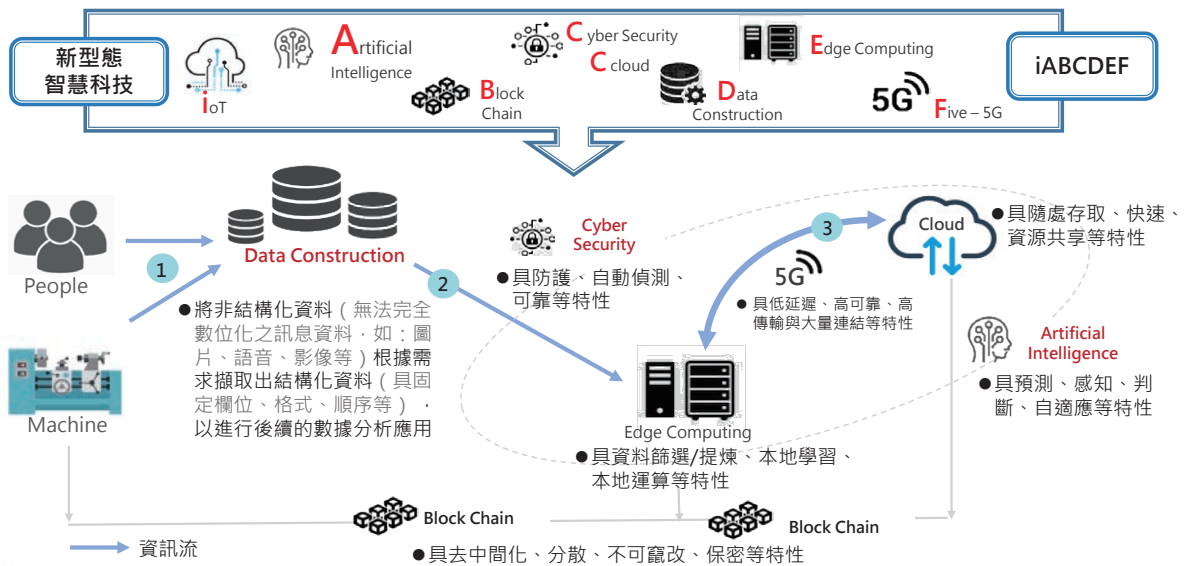 新型態
智慧科技
iABCDEF
ioT
Artificial
Intelligence
Block
Chain
Cyber Security
C cloud
Data
Construction
Edge Computing
5G
Five – 5G
People
Machine
1
Data Construction
●將非結構化資料（無法完全
數位化之訊息資料，如：圖
片、語音、影像等）根據需
求擷取出結構化資料（具固
定欄位、格式、順序等），
以進行後續的數據分析應用
2
Cyber
Security
●具防護、自動偵測、
可靠等特性
3
5G
●具低延遲、高可靠、高
傳輸與大量連結等特性
Cloud
●具隨處存取、快速、
資源共享等特性
Artificial
Intelligence
●具預測、感知、判
斷、自適應等特性
Edge Computing
●具資料篩選/提煉、本地學習、
本地運算等特性
Block Chain
Block Chain
●具去中間化、分散、不可竄改、保密等特性
資訊流